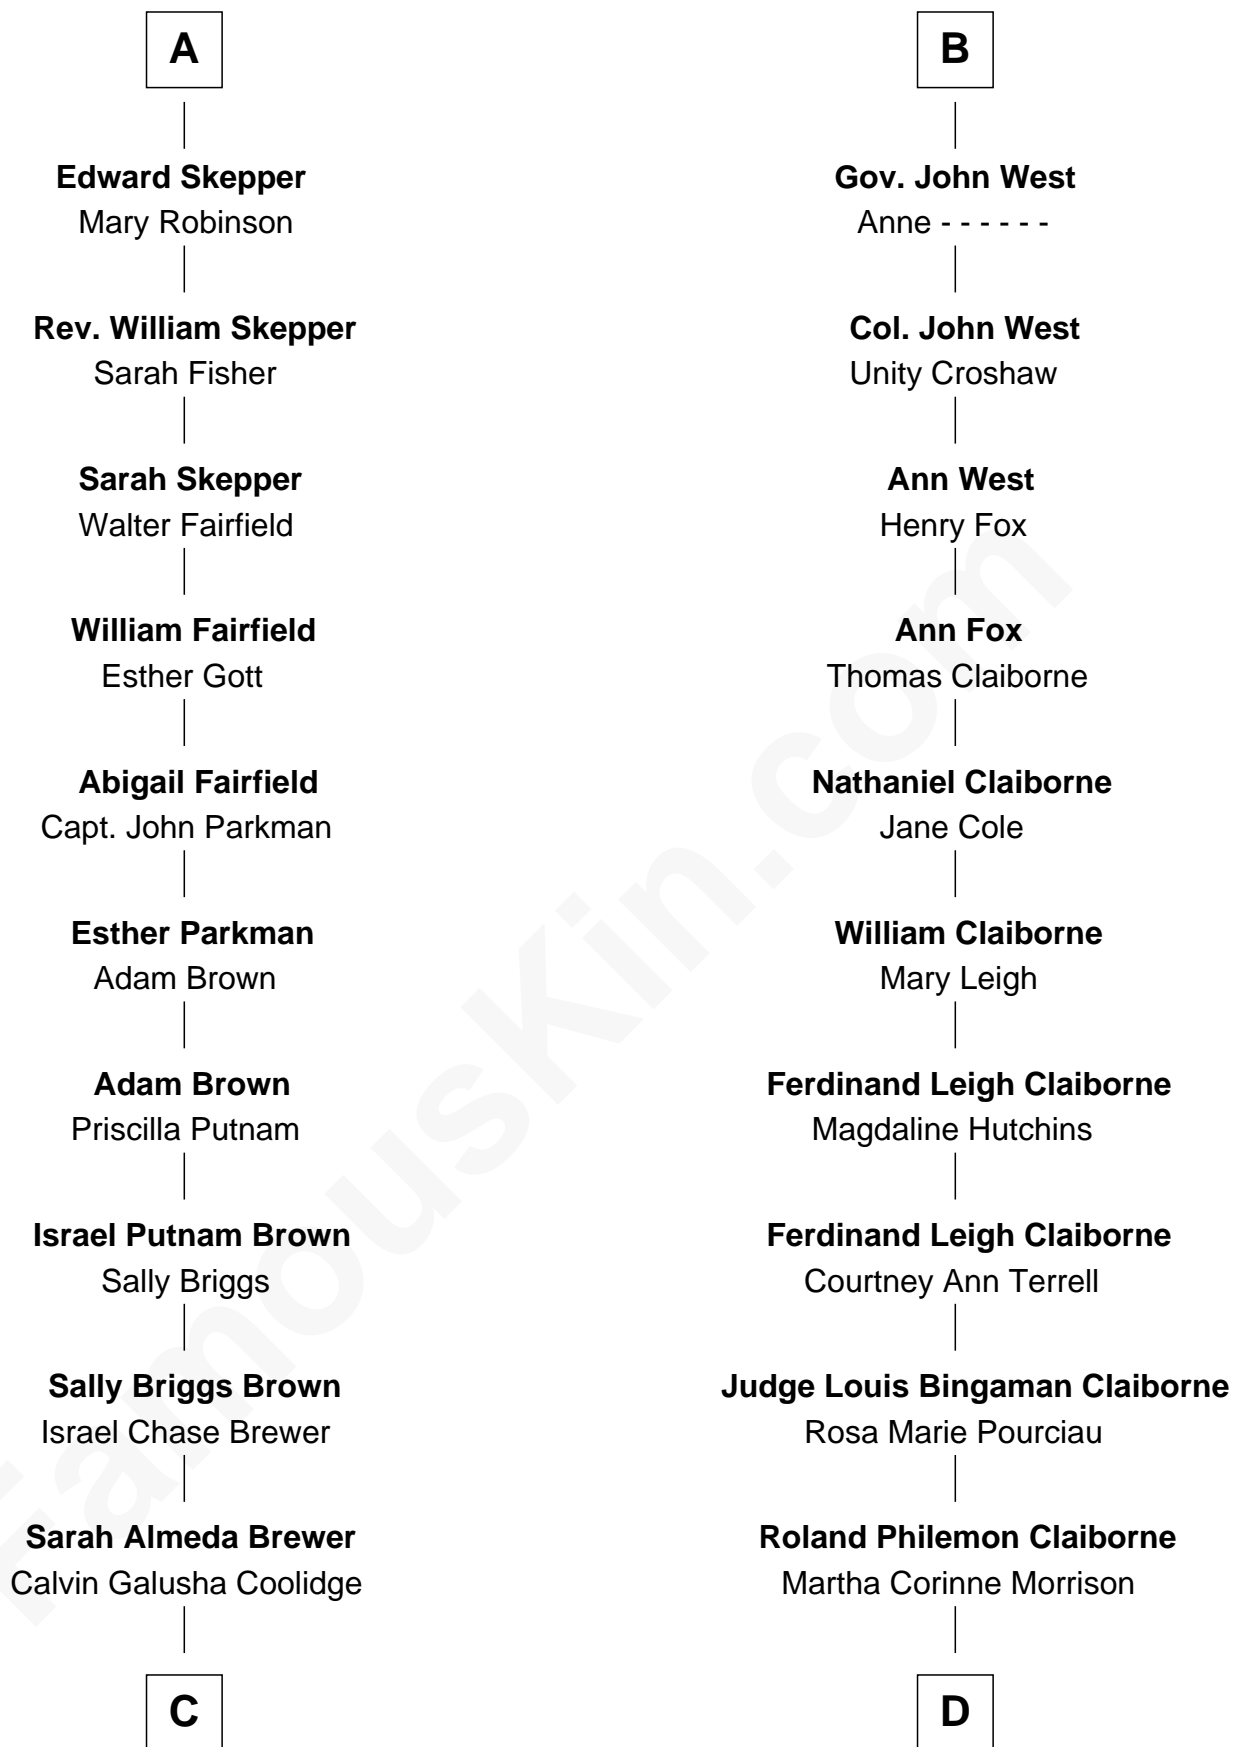 A
Edward Skepper
Mary Robinson
Rev. William Skepper
Sarah Fisher
Sarah Skepper
Walter Fairfield
William Fairfield
Esther Gott
Abigail Fairfield
Capt. John Parkman
Esther Parkman
Adam Brown
Adam Brown
Priscilla Putnam
Israel Putnam Brown
Sally Briggs
Sally Briggs Brown
Israel Chase Brewer
Sarah Almeda Brewer
Calvin Galusha Coolidge
C
B
Gov. John West
Anne - - - - - -
Col. John West
Unity Croshaw
Ann West
Henry Fox
Ann Fox
Thomas Claiborne
Nathaniel Claiborne
Jane Cole
William Claiborne
Mary Leigh
Ferdinand Leigh Claiborne
Magdaline Hutchins
Ferdinand Leigh Claiborne
Courtney Ann Terrell
Judge Louis Bingaman Claiborne
Rosa Marie Pourciau
Roland Philemon Claiborne
Martha Corinne Morrison
D
FamousKin.com